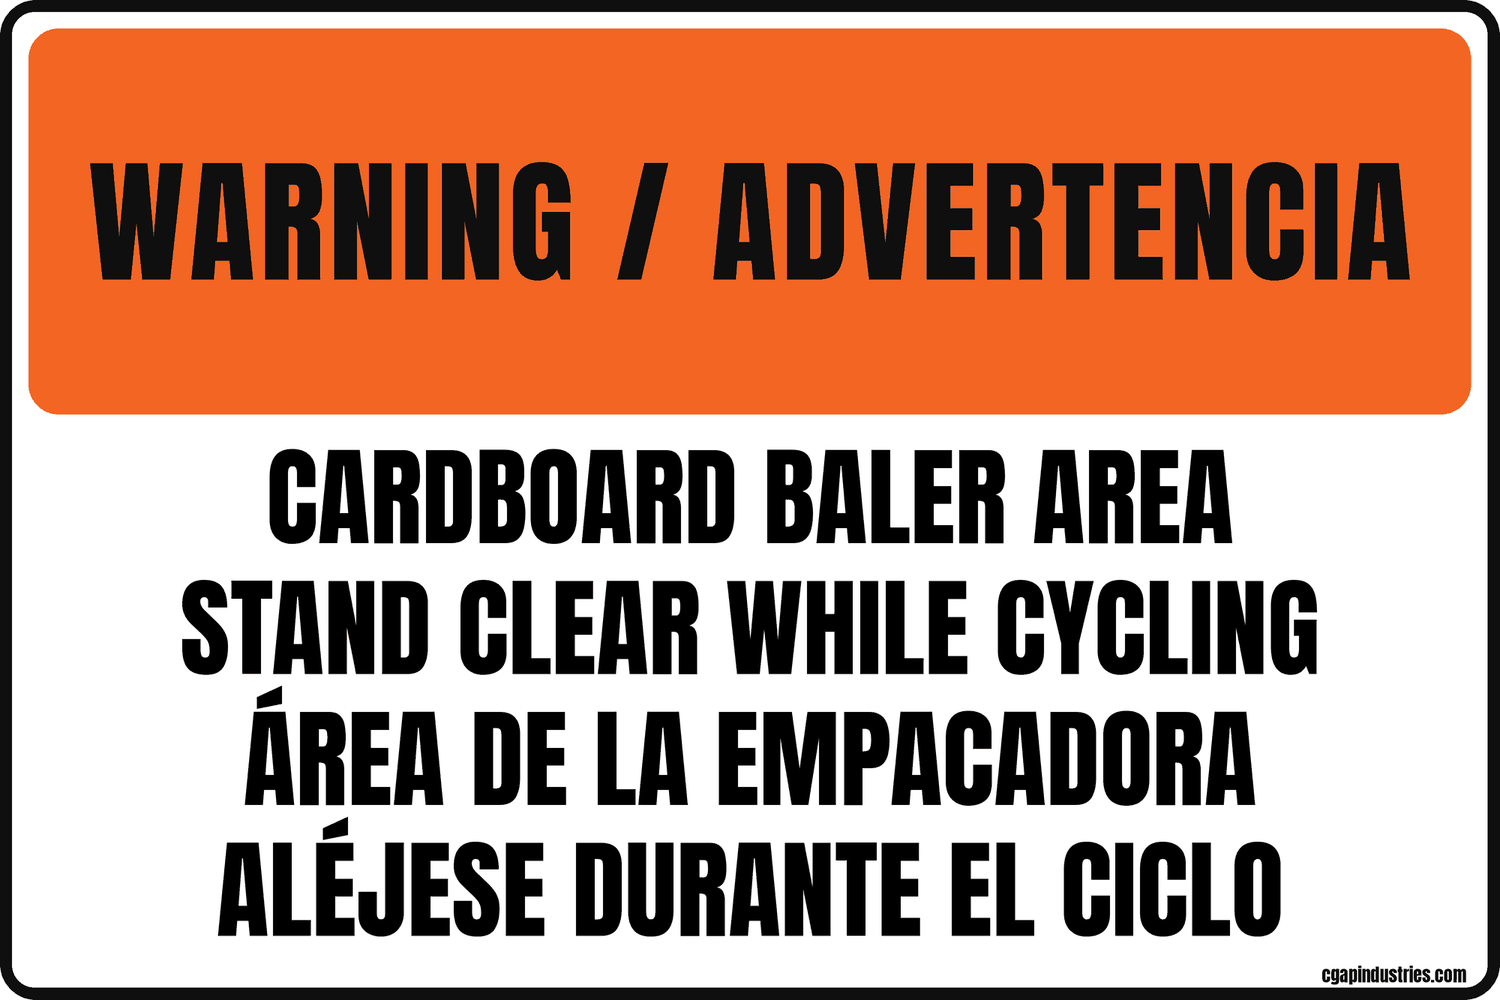 WARNING / ADVERTENCIA
CARDBOARD BALER AREA
STAND CLEAR WHILE CYCLING
ÁREA DE LA EMPACADORA
ALÉJESE DURANTE EL CICLO
cgapindustries.com